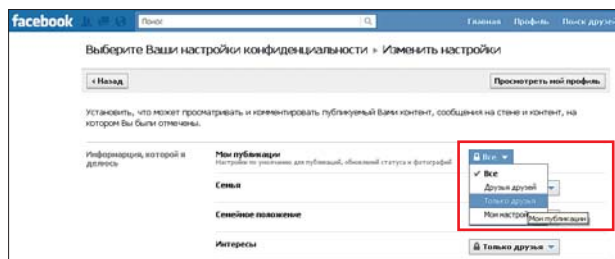 facebook Поиск Главная Профиль Поиск друзей
Выберите Ваши настройки конфиденциальности ▸ Изменить настройки
‹ Назад Просмотреть мой профиль
Установить, что может просматривать и комментировать публикуемый Вами контент, сообщения на стене и контент, на
котором Вы были отмечены.
Информация, которой я
делюсь
Мои публикации
Настройки по умолчанию для публикаций, обновлений статуса и фотографий
Все
Все
Друзья друзей
Только друзья
Мои настрой
Мои публикации
Семья
Семейное положение
Интересы Только друзья